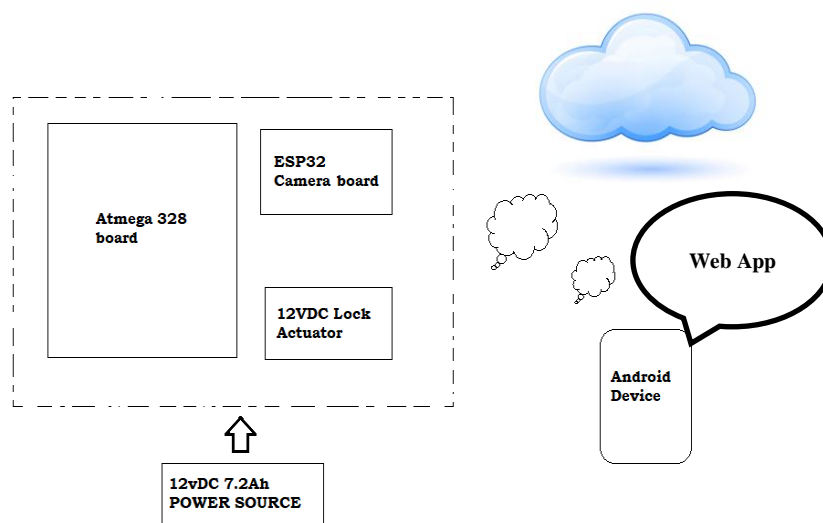 ESP32
Camera board
Atmega 328
board
12VDC Lock
Actuator
12vDC 7.2Ah
POWER SOURCE
Web App
Android
Device